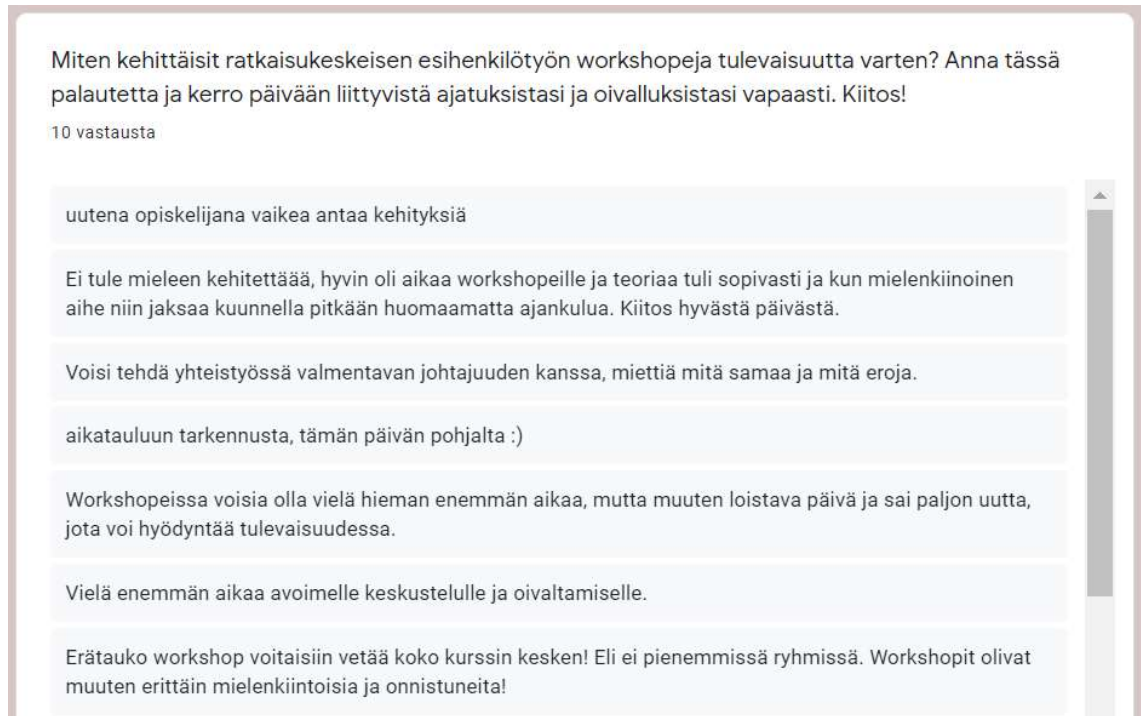 Miten kehittäisit ratkaisukeskeisen esihenkilötyön workshopeja tulevaisuutta varten? Anna tässä
palautetta ja kerro päivään liittyvistä ajatuksistasi ja oivalluksistasi vapaasti. Kiitos!
10 vastausta
uutena opiskelijana vaikea antaa kehityksiä
Ei tule mieleen kehitettäää, hyvin oli aikaa workshopeille ja teoriaa tuli sopivasti ja kun mielenkiinoinen
aihe niin jaksaa kuunnella pitkään huomaamatta ajankulua. Kiitos hyvästä päivästä.
Voisi tehdä yhteistyössä valmentavan johtajuuden kanssa, miettiä mitä samaa ja mitä eroja.
aikatauluun tarkennusta, tämän päivän pohjalta :)
Workshopeissa voisia olla vielä hieman enemmän aikaa, mutta muuten loistava päivä ja sai paljon uutta,
jota voi hyödyntää tulevaisuudessa.
Vielä enemmän aikaa avoimelle keskustelulle ja oivaltamiselle.
Erätauko workshop voitaisiin vetää koko kurssin kesken! Eli ei pienemmissä ryhmissä. Workshopit olivat
muuten erittäin mielenkiintoisia ja onnistuneita!